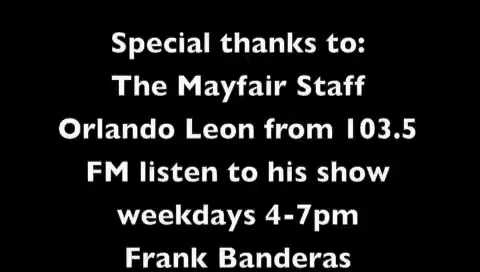 Special thanks to:
The Mayfair Staff
Orlando Leon from 103.5
FM listen to his show
weekdays 4-7pm
Frank Banderas